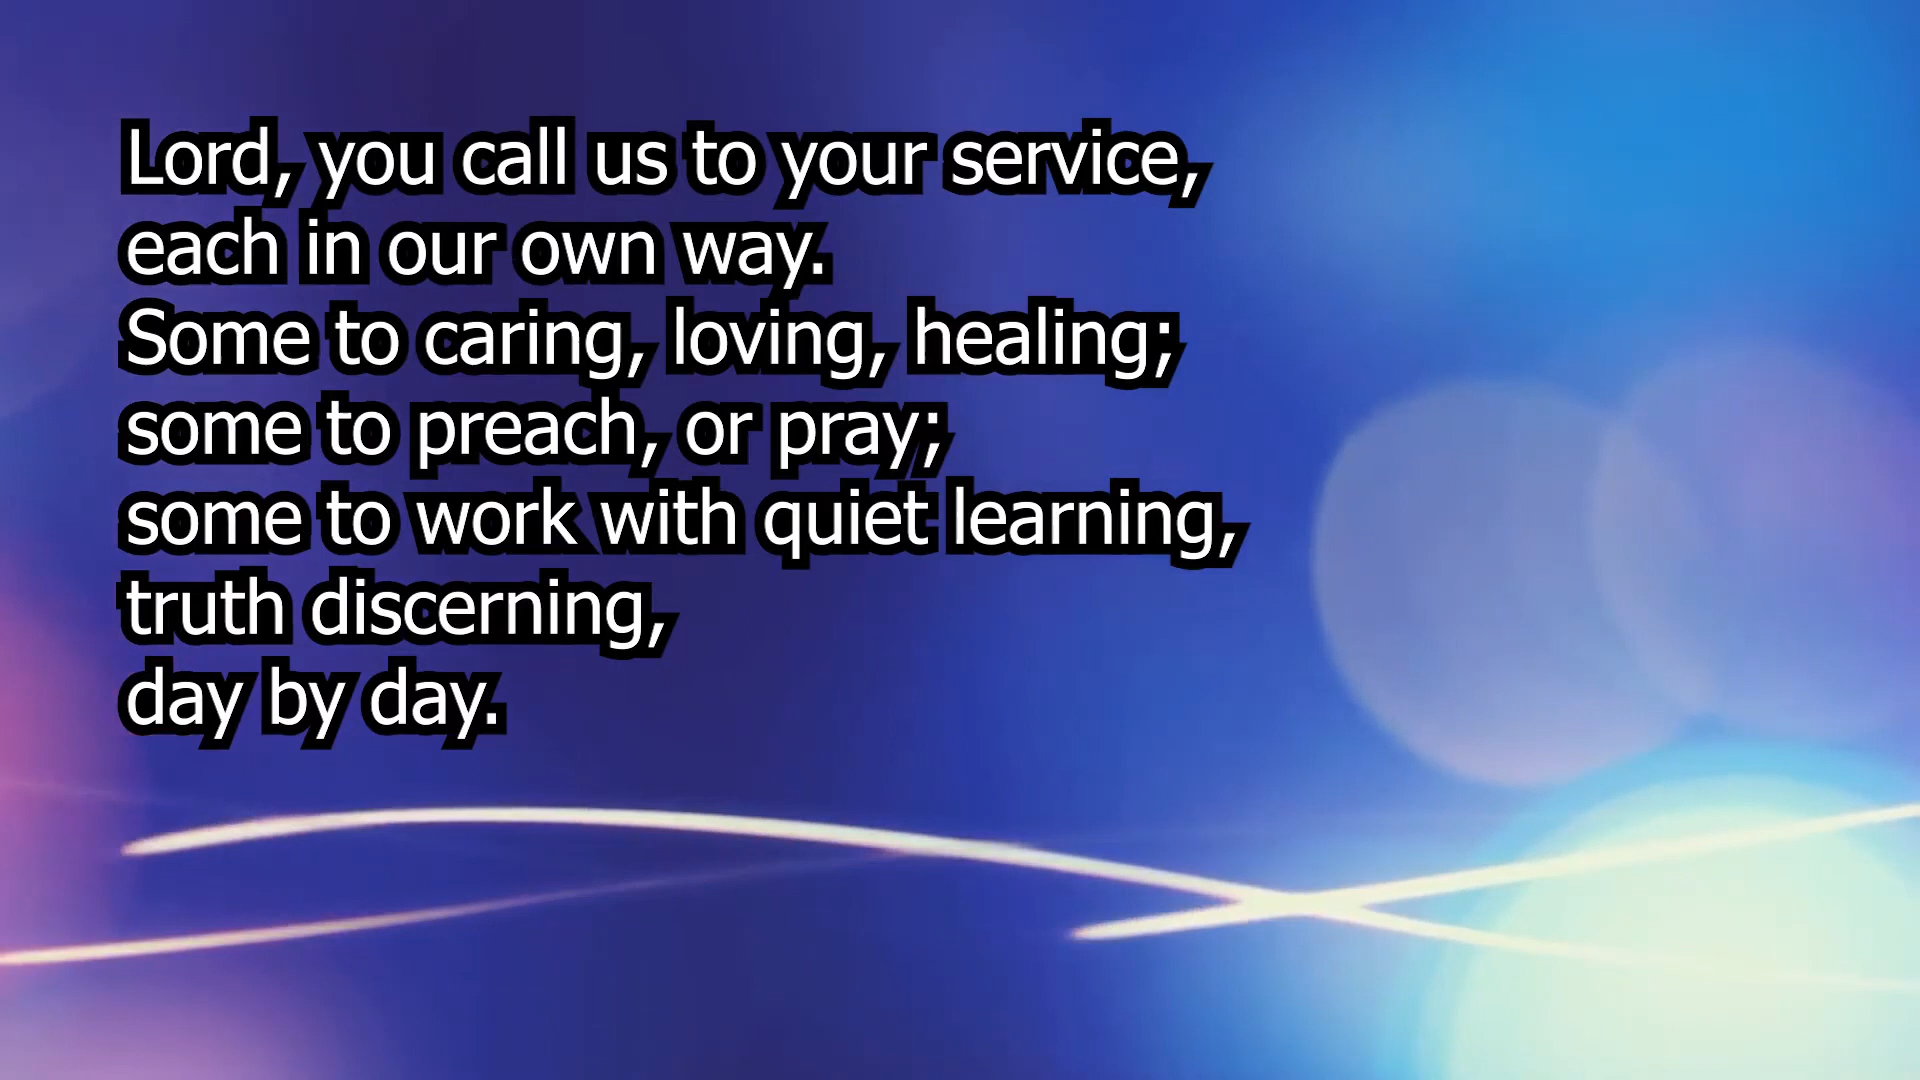 Lord, you call us to your service,
each in our own way.
Some to caring, loving, healing;
some to preach, or pray;
some to work with quiet learning,
truth discerning,
day by day.